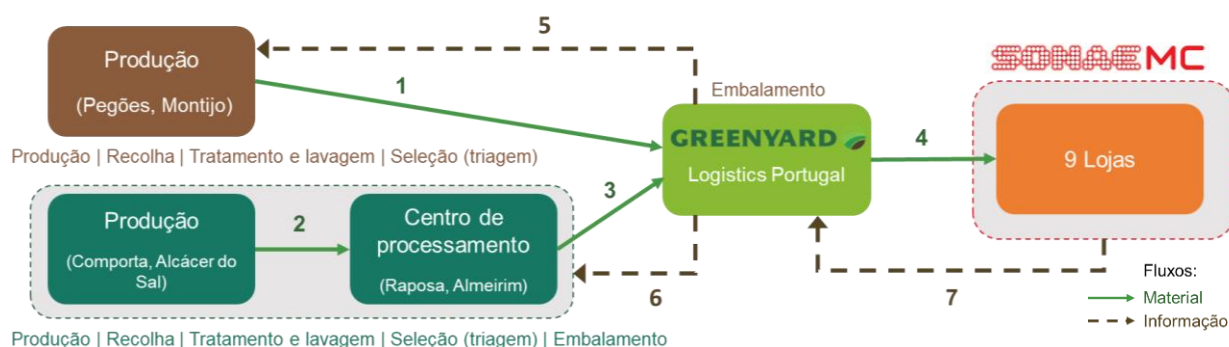 5
SONAE MC
Produção
(Pegões, Montijo)
1
Embalamento
GREENYARD
Logistics Portugal
4
9 Lojas
Produção | Recolha | Tratamento e lavagem | Seleção (triagem)
3
Produção
(Comporta, Alcácer do
Sal)
2
Centro de
processamento
(Raposa, Almeirim)
6
7
Fluxos:
Material
Informação
Produção | Recolha | Tratamento e lavagem | Seleção (triagem) | Embalamento